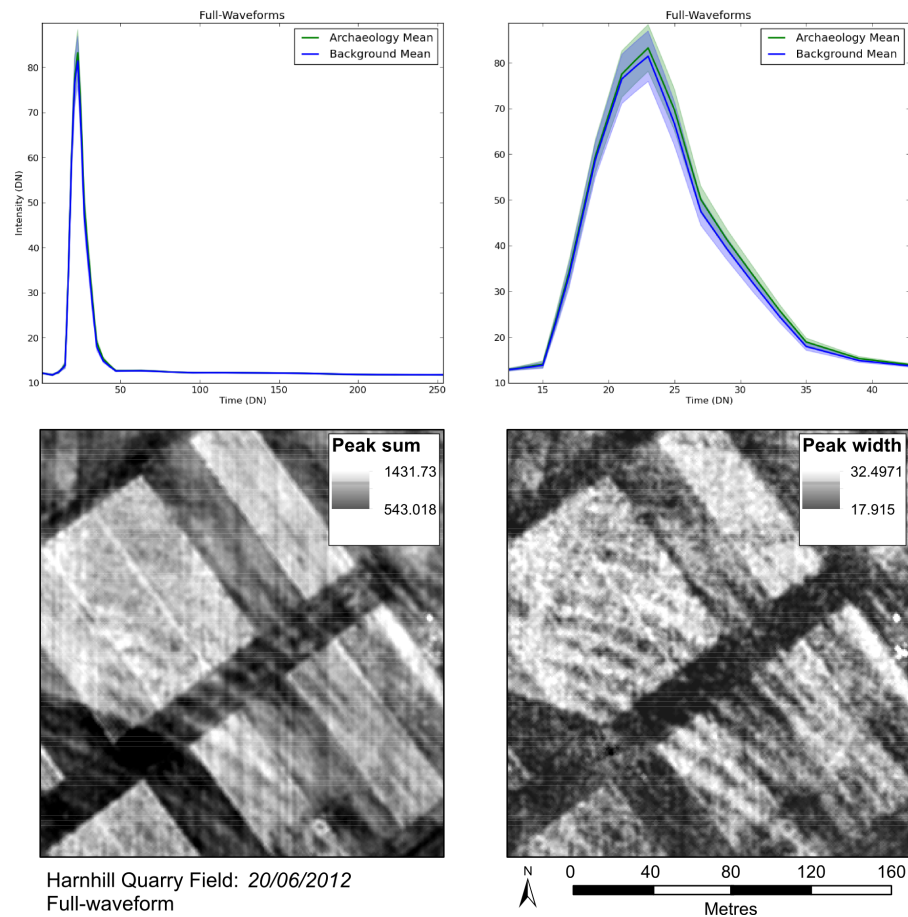 Full-Waveforms
Archaeology Mean
Background Mean
Intensity (DN)
80
70
60
50
40
30
20
10
50
100
150
200
250
Time (DN)
Full-Waveforms
Archaeology Mean
Background Mean
80
70
60
50
40
30
20
10
15
20
25
30
35
40
Time (DN)
Peak sum
1431.73
543.018
Peak width
32.4971
17.915
Harnhill Quarry Field: 20/06/2012
Full-waveform
N
0 40 80 120 160
Metres